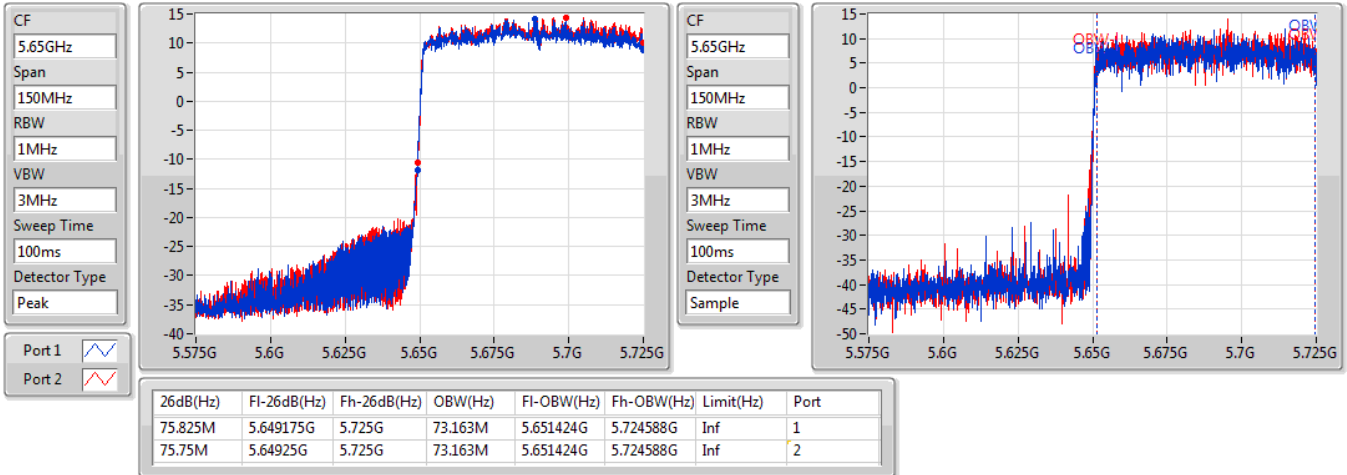 CF
5.65GHz
Span
150MHz
RBW
1MHz
VBW
3MHz
Sweep Time
100ms
Detector Type
Peak
15
10
5
0
-5
-10
-15
-20
-25
-30
-35
-40
5.575G 5.6G 5.625G 5.65G 5.675G 5.7G 5.725G
CF
5.65GHz
Span
150MHz
RBW
1MHz
VBW
3MHz
Sweep Time
100ms
Detector Type
Sample
15
10
5
0
-5
-10
-15
-20
-25
-30
-35
-40
-45
-50
5.575G 5.6G 5.625G 5.65G 5.675G 5.7G 5.725G
Port 1
Port 2
26dB(Hz) Fl-26dB(Hz) Fh-26dB(Hz) OBW(Hz) Fl-OBW(Hz) Fh-OBW(Hz) Limit(Hz) Port
75.825M 5.649175G 5.725G 73.163M 5.651424G 5.724588G Inf 1
75.75M 5.64925G 5.725G 73.163M 5.651424G 5.724588G Inf 2